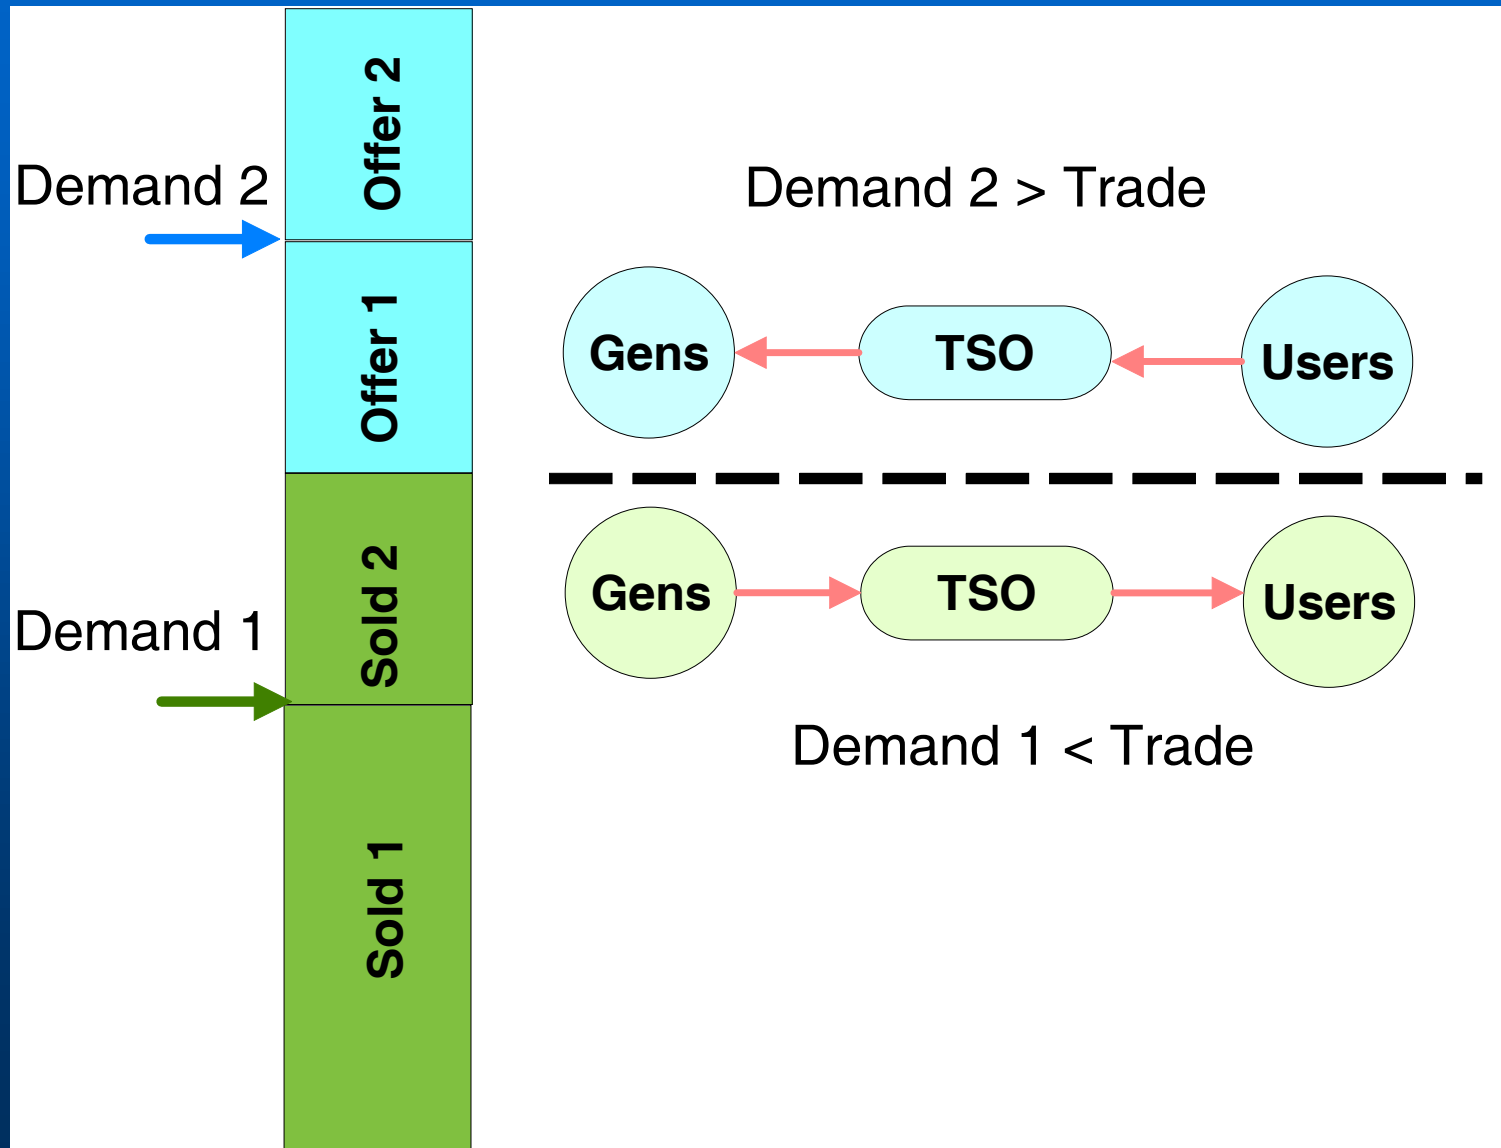 Offer 2
Demand 2
Offer 1
Sold 2
Demand 1
Sold 1
Demand 2 > Trade
Gens
TSO
Users
Gens
TSO
Users
Demand 1 < Trade